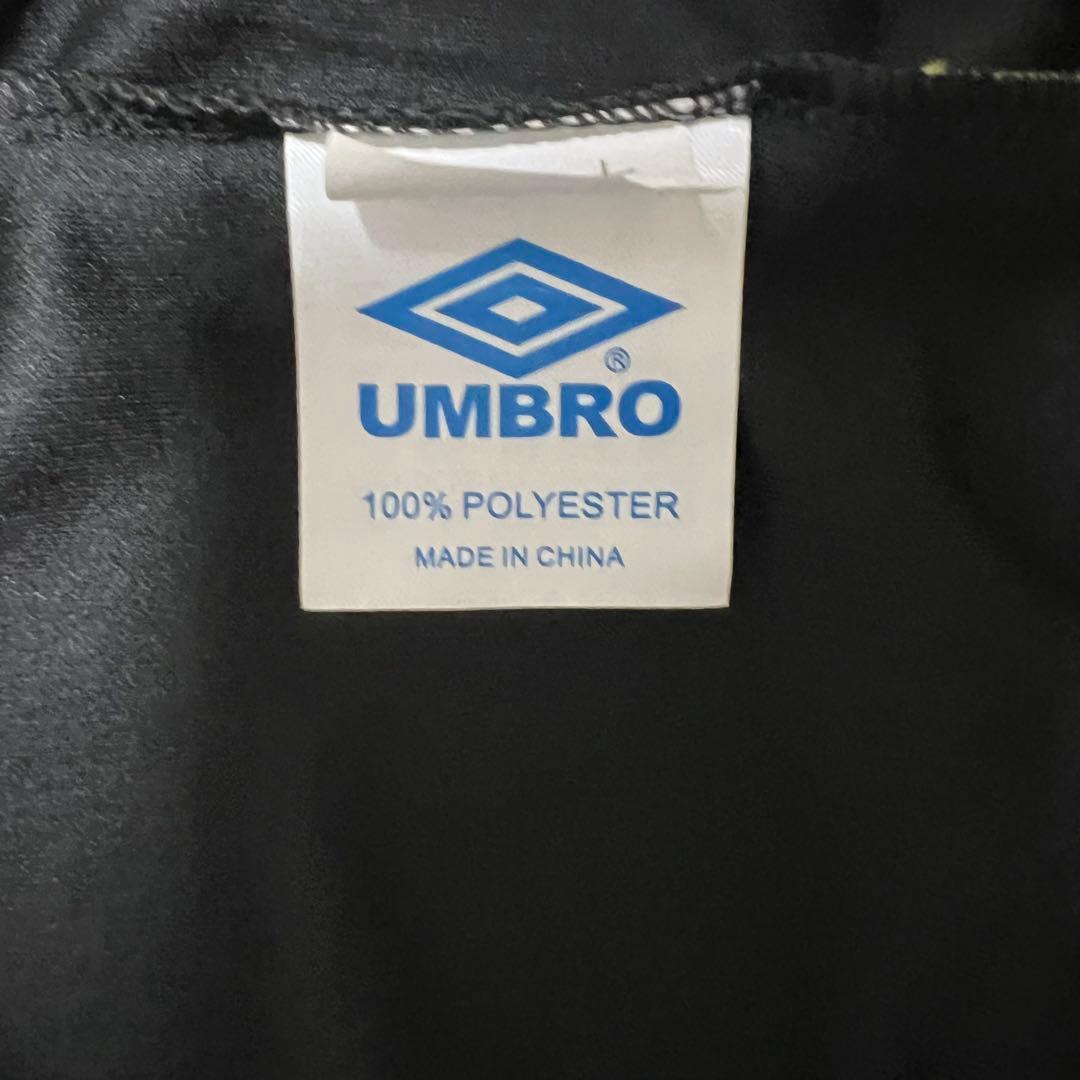 ®
UMBRO
100% POLYESTER
MADE IN CHINA